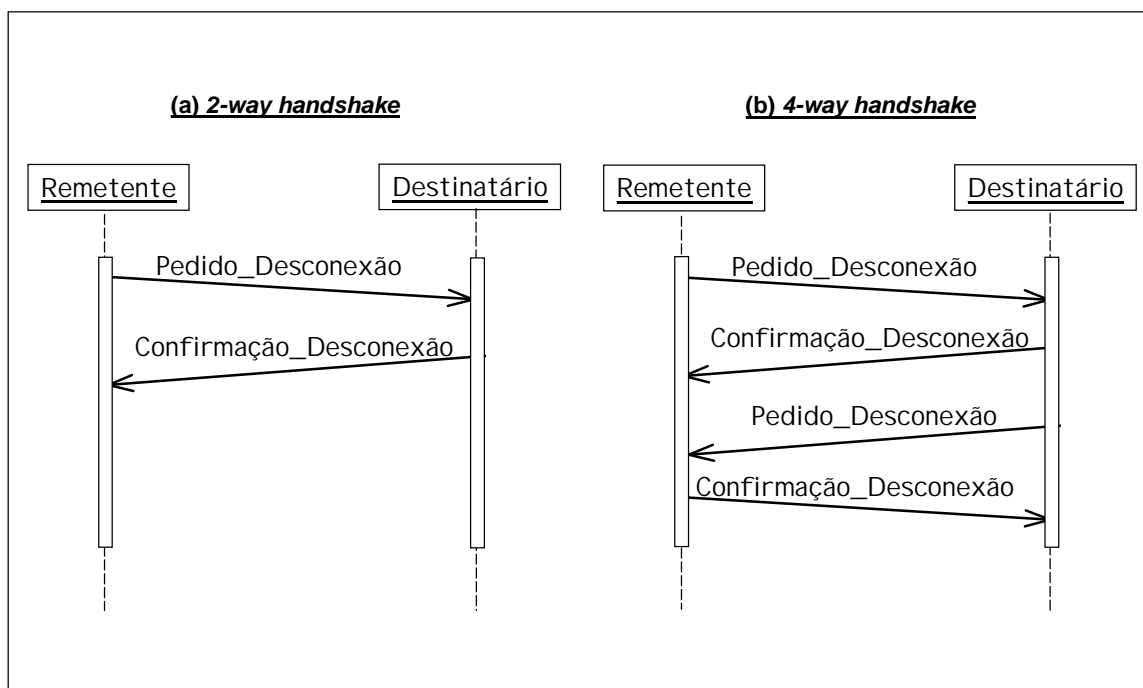 (a) 2-way handshake
Remetente
Destinatário
Pedido_Desconexão
Confirmação_Desconexão
(b) 4-way handshake
Remetente
Destinatário
Pedido_Desconexão
Confirmação_Desconexão
Pedido_Desconexão
Confirmação_Desconexão